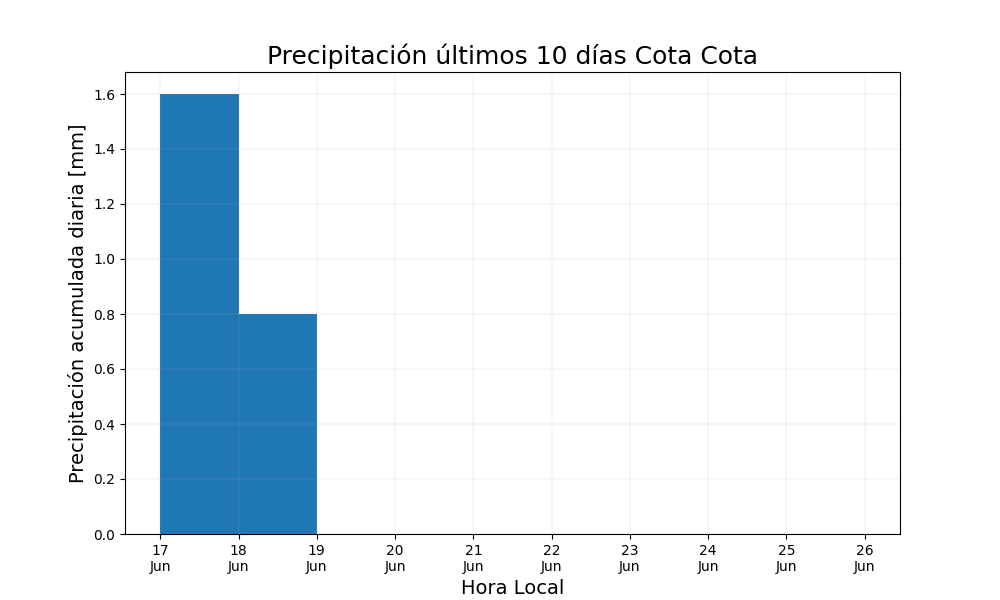 Precipitación últimos 10 días Cota Cota
Precipitación acumulada diaria [mm]
1.6
1.4
1.2
1.0
0.8
0.6
0.4
0.2
0.0
17 18 19 20 21 22 23 24 25 26
Jun Jun Jun Jun Jun Jun Jun Jun Jun Jun
Hora Local